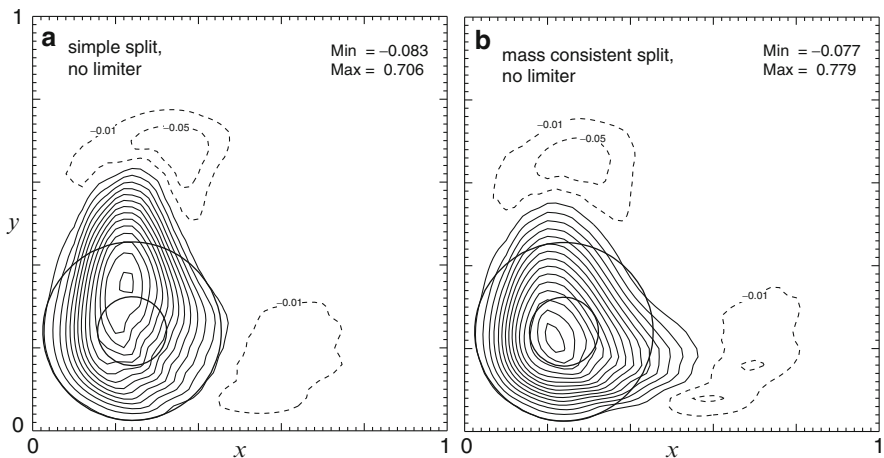 1
a
simple split,
no limiter
Min = –0.083
Max = 0.706
–0.01
–0.05
–0.01
y
0
0
x
1
b
mass consistent split,
no limiter
Min = –0.077
Max = 0.779
–0.01
–0.05
–0.01
0
x
1